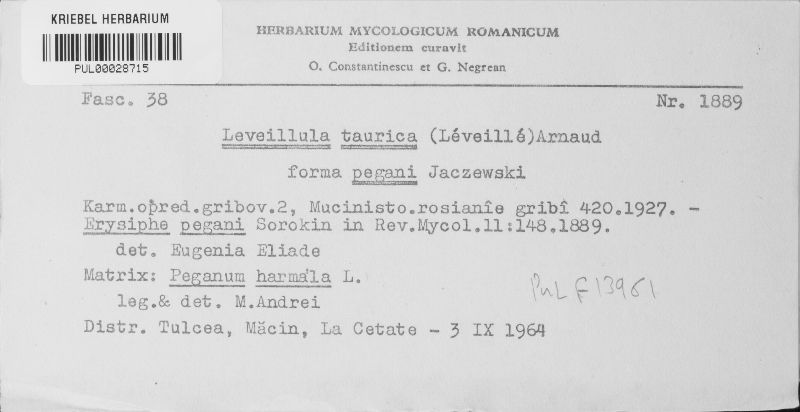 KRIEBEL HERBARIUM
PUL00028715
HERBARIUM MYCOLOGICUM ROMANICUM
Editionem curavit
O. Constantinescu et G. Negrean
Fasc. 38 Nr. 1889
Leveillula taurica (Léveillé)Arnaud
forma pegani Jaczewski
Karm.opred.gribov.2, Mucinisto.rosianîe gribî 420.1927. –
Erysiphe pegani Sorokin in Rev.Mycol.11:148.1889.
det. Eugenia Eliade
Matrix: Peganum harmala L.
leg.& det. M.Andrei
PUL F13961
Distr. Tulcea, Măcin, La Cetate – 3 IX 1964